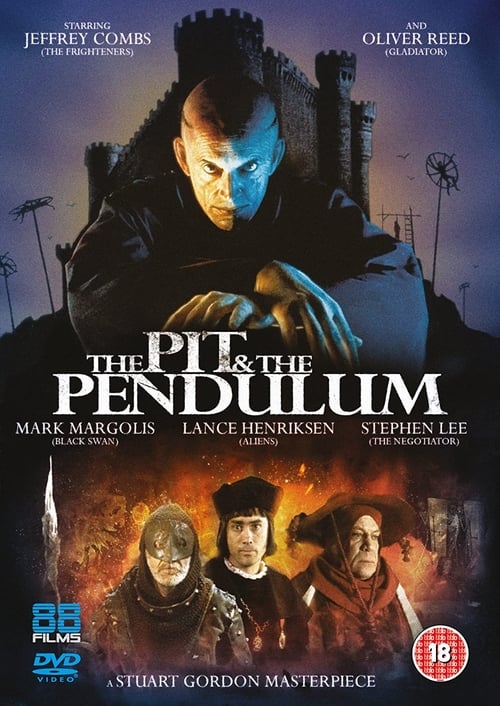 STARRING
JEFFREY COMBS
(THE FRIGHTENERS)
AND
OLIVER REED
(GLADIATOR)
THE PIT & THE
PENDULUM
MARK MARGOLIS
(BLACK SWAN)
LANCE HENRIKSEN
(ALIENS)
STEPHEN LEE
(THE NEGOTIATOR)
88
FILMS
DVD
VIDEO
18
A STUART GORDON MASTERPIECE